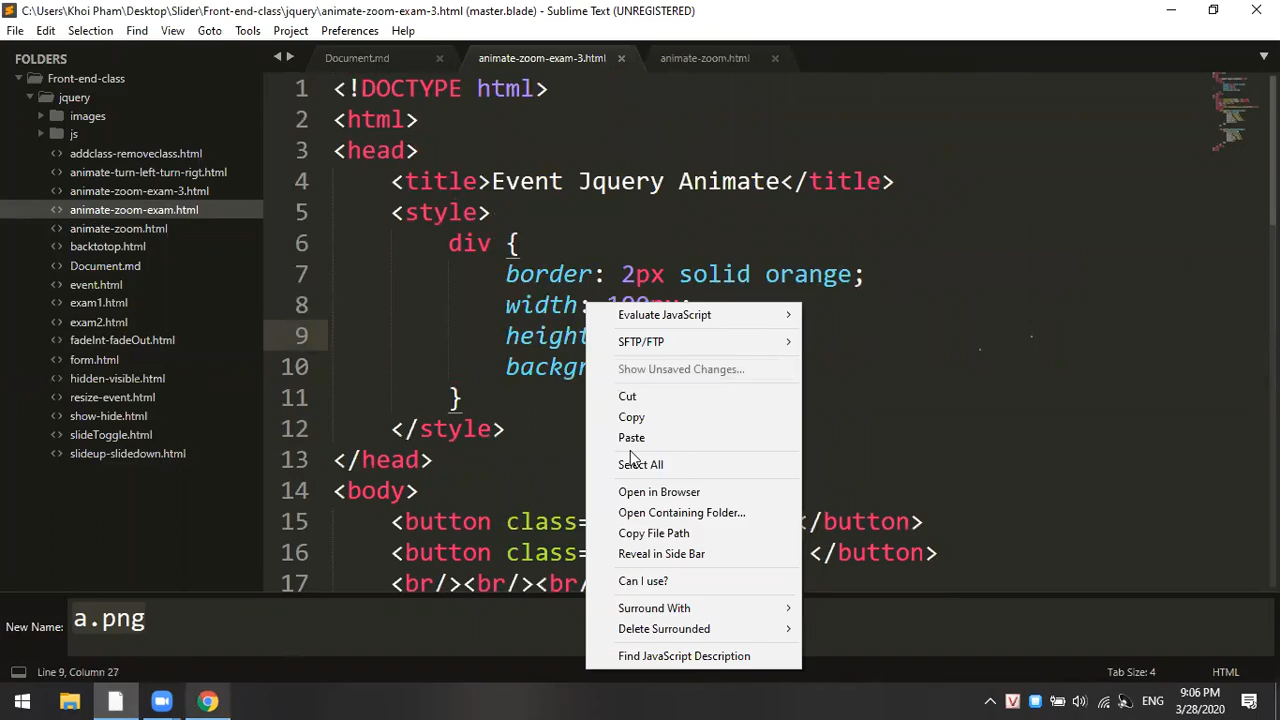 C:\Users\Khoi Pham\Desktop\Slider\Front-end-class\jquery\animate-zoom-exam-3.html (master.blade) - Sublime Text (UNREGISTERED)
File Edit Selection Find View Goto Tools Project Preferences Help
FOLDERS
Front-end-class
jquery
images
js
addclass-removeclass.html
animate-turn-left-turn-rigt.html
animate-zoom-exam-3.html
animate-zoom-exam.html
animate-zoom.html
backtotop.html
Document.md
event.html
exam1.html
exam2.html
fadeInt-fadeOut.html
form.html
hidden-visible.html
resize-event.html
show-hide.html
slideToggle.html
slideup-slidedown.html
Document.md animate-zoom-exam-3.html animate-zoom.html
1 <!DOCTYPE html>
2 <html>
3 <head>
4 <title>Event Jquery Animate</title>
5 <style>
6 div {
7 border: 2px solid orange;
8 width: 100px;
9 height
10 backgr
11 }
12 </style>
13 </head>
14 <body>
15 <button class= </button>
16 <button class= </button>
17 <br/><br/><br/
Evaluate JavaScript
SFTP/FTP
Show Unsaved Changes...
Cut
Copy
Paste
Select All
Open in Browser
Open Containing Folder...
Copy File Path
Reveal in Side Bar
Can I use?
Surround With
Delete Surrounded
Find JavaScript Description
New Name: a.png
Line 9, Column 27 Tab Size: 4 HTML
ENG
9:06 PM
3/28/2020